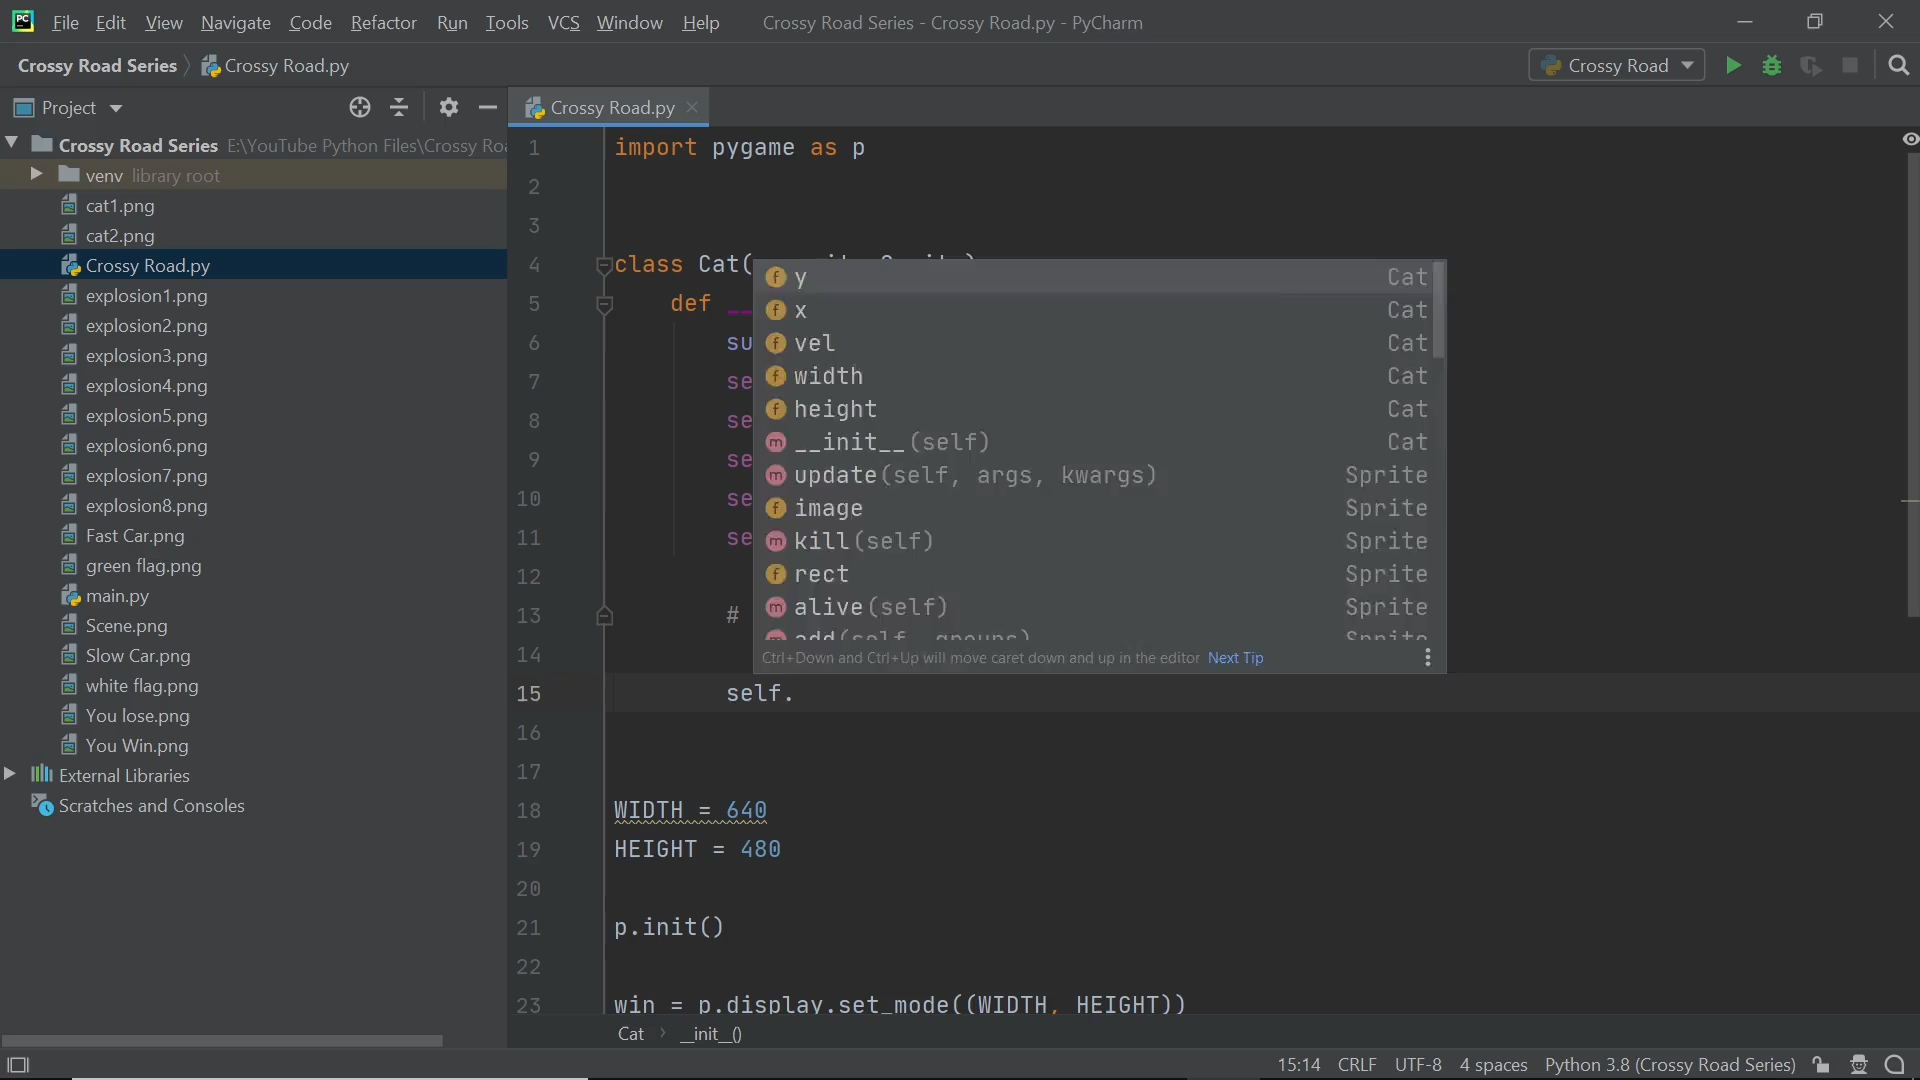 File Edit View Navigate Code Refactor Run Tools VCS Window Help Crossy Road Series - Crossy Road.py - PyCharm
Crossy Road Series Crossy Road.py Crossy Road
Project
Crossy Road.py
Crossy Road Series E:\YouTube Python Files\Crossy Ro
venv library root
cat1.png
cat2.png
Crossy Road.py
explosion1.png
explosion2.png
explosion3.png
explosion4.png
explosion5.png
explosion6.png
explosion7.png
explosion8.png
Fast Car.png
green flag.png
main.py
Scene.png
Slow Car.png
white flag.png
You lose.png
You Win.png
External Libraries
Scratches and Consoles
1 import pygame as p
2
3
4 class Cat(
5 def __
6 su
7 se
8 se
9 se
10 se
11 se
12
13 #
14
15 self.
16
17
18 WIDTH = 640
19 HEIGHT = 480
20
21 p.init()
22
23 win = p.display.set_mode((WIDTH, HEIGHT))
y Cat
x Cat
vel Cat
width Cat
height Cat
__init__(self) Cat
update(self, args, kwargs) Sprite
image Sprite
kill(self) Sprite
rect Sprite
alive(self) Sprite
add(self, groups) Sprite
Ctrl+Down and Ctrl+Up will move caret down and up in the editor Next Tip
Cat __init__()
15:14 CRLF UTF-8 4 spaces Python 3.8 (Crossy Road Series)